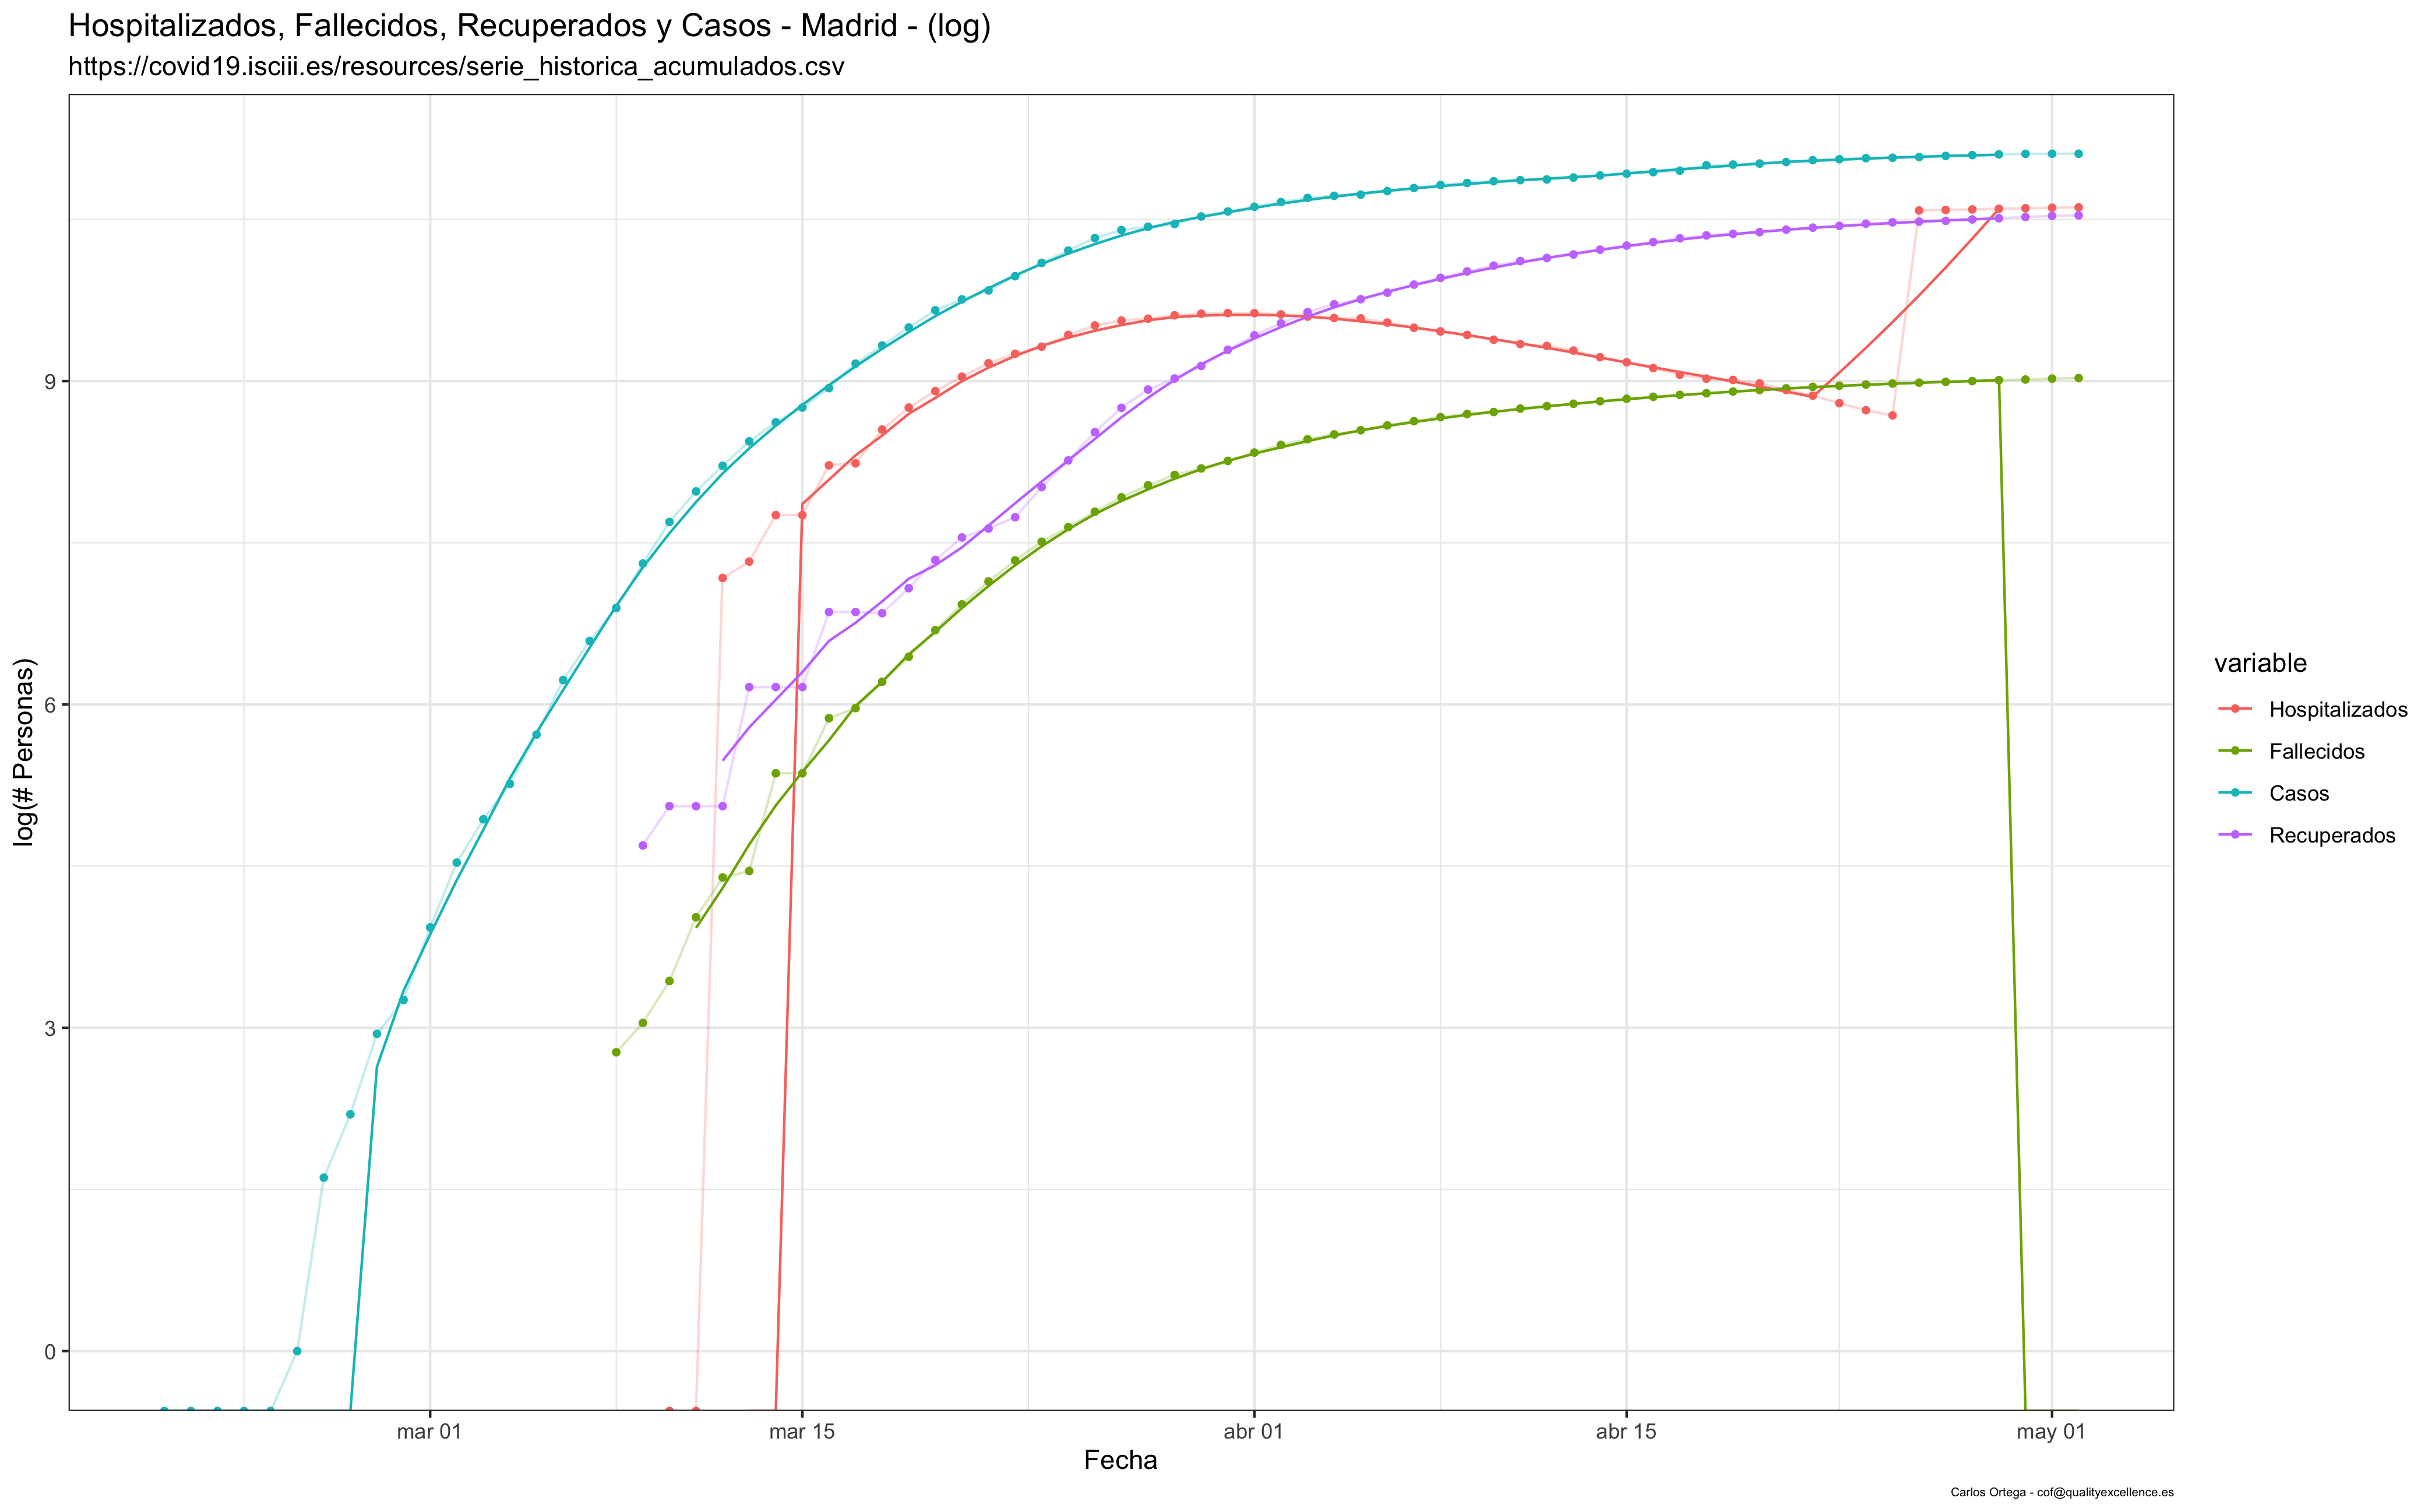 Hospitalizados, Fallecidos, Recuperados y Casos - Madrid - (log)
https://covid19.isciii.es/resources/serie_historica_acumulados.csv
log(# Personas)
9
6
3
0
mar 01
mar 15
abr 01
abr 15
may 01
Fecha
variable
Hospitalizados
Fallecidos
Casos
Recuperados
Carlos Ortega - cof@qualityexcellence.es